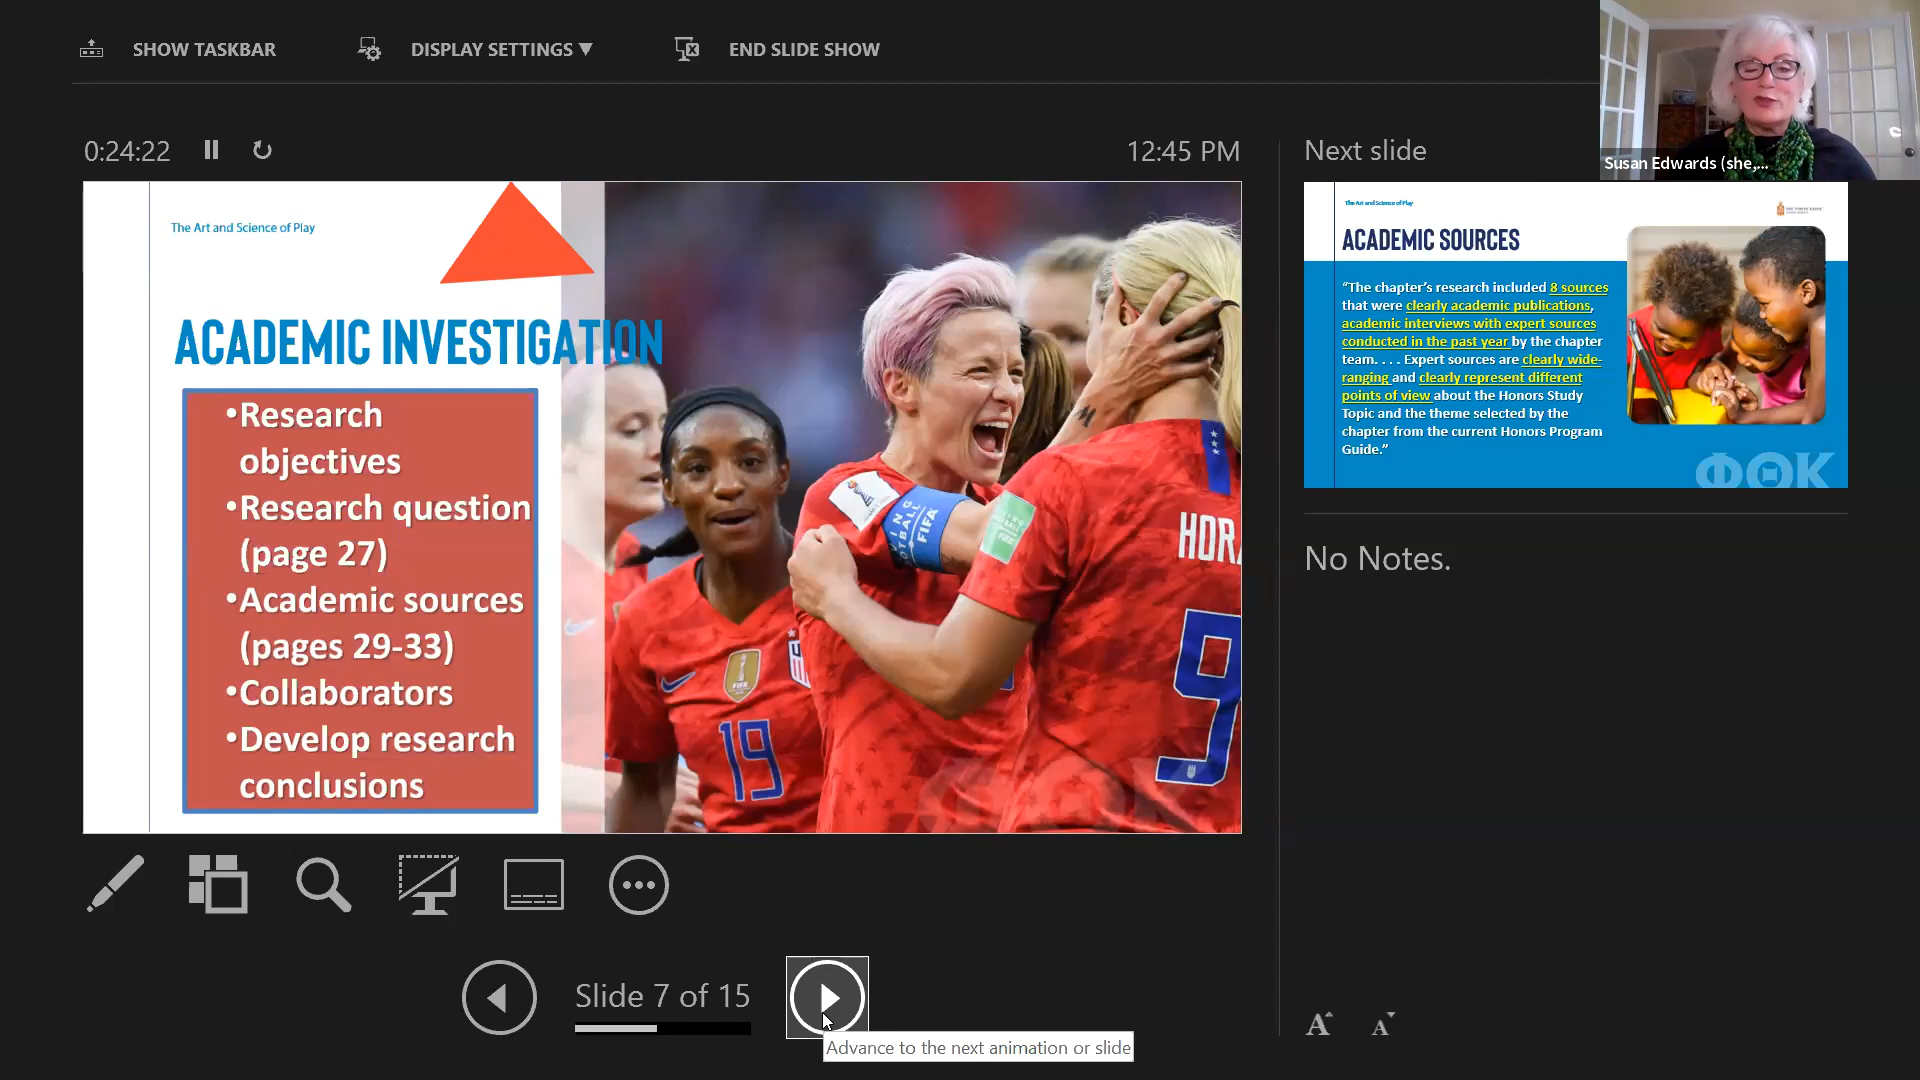 SHOW TASKBAR
DISPLAY SETTINGS ▼
END SLIDE SHOW
Susan Edwards (she,...
0:24:22
12:45 PM
Next slide
The Art and Science of Play
ACADEMIC INVESTIGATION
•Research
objectives
•Research question
(page 27)
•Academic sources
(pages 29-33)
•Collaborators
•Develop research
conclusions
FOOTBALL
FIFA
HOR
19
9
The Art and Science of Play
ACADEMIC SOURCES
“The chapter’s research included 8 sources
that were clearly academic publications,
academic interviews with expert sources
conducted in the past year by the chapter
team. . . . Expert sources are clearly wide-
ranging and clearly represent different
points of view about the Honors Study
Topic and the theme selected by the
chapter from the current Honors Program
Guide.”
ΦΘΚ
No Notes.
Slide 7 of 15
Advance to the next animation or slide
A A